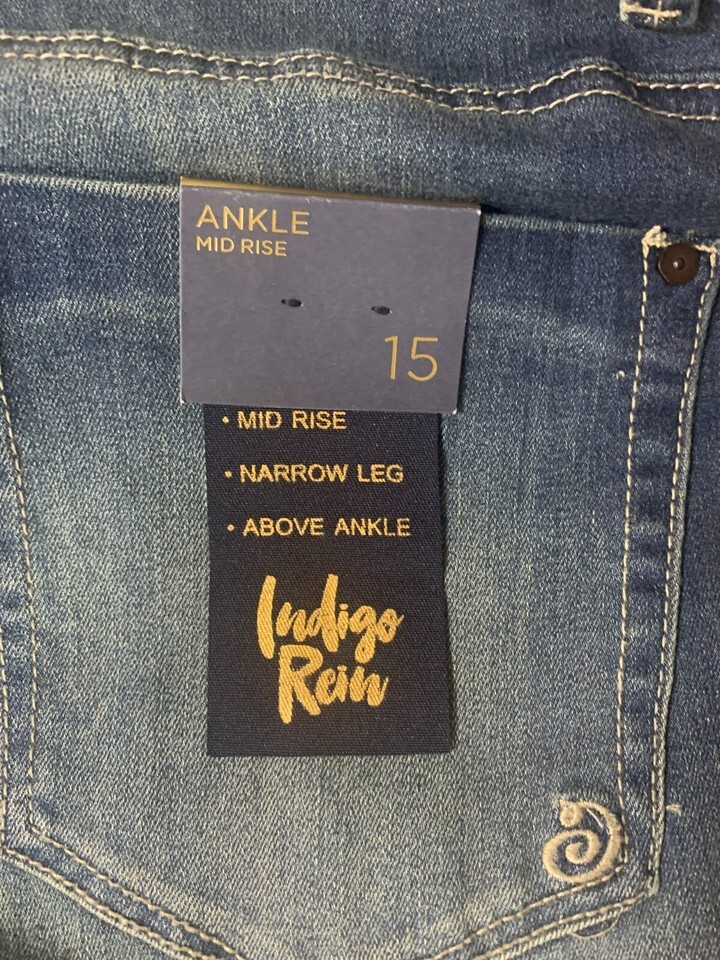 ANKLE
MID RISE
15
• MID RISE
• NARROW LEG
• ABOVE ANKLE
Indigo
Rein